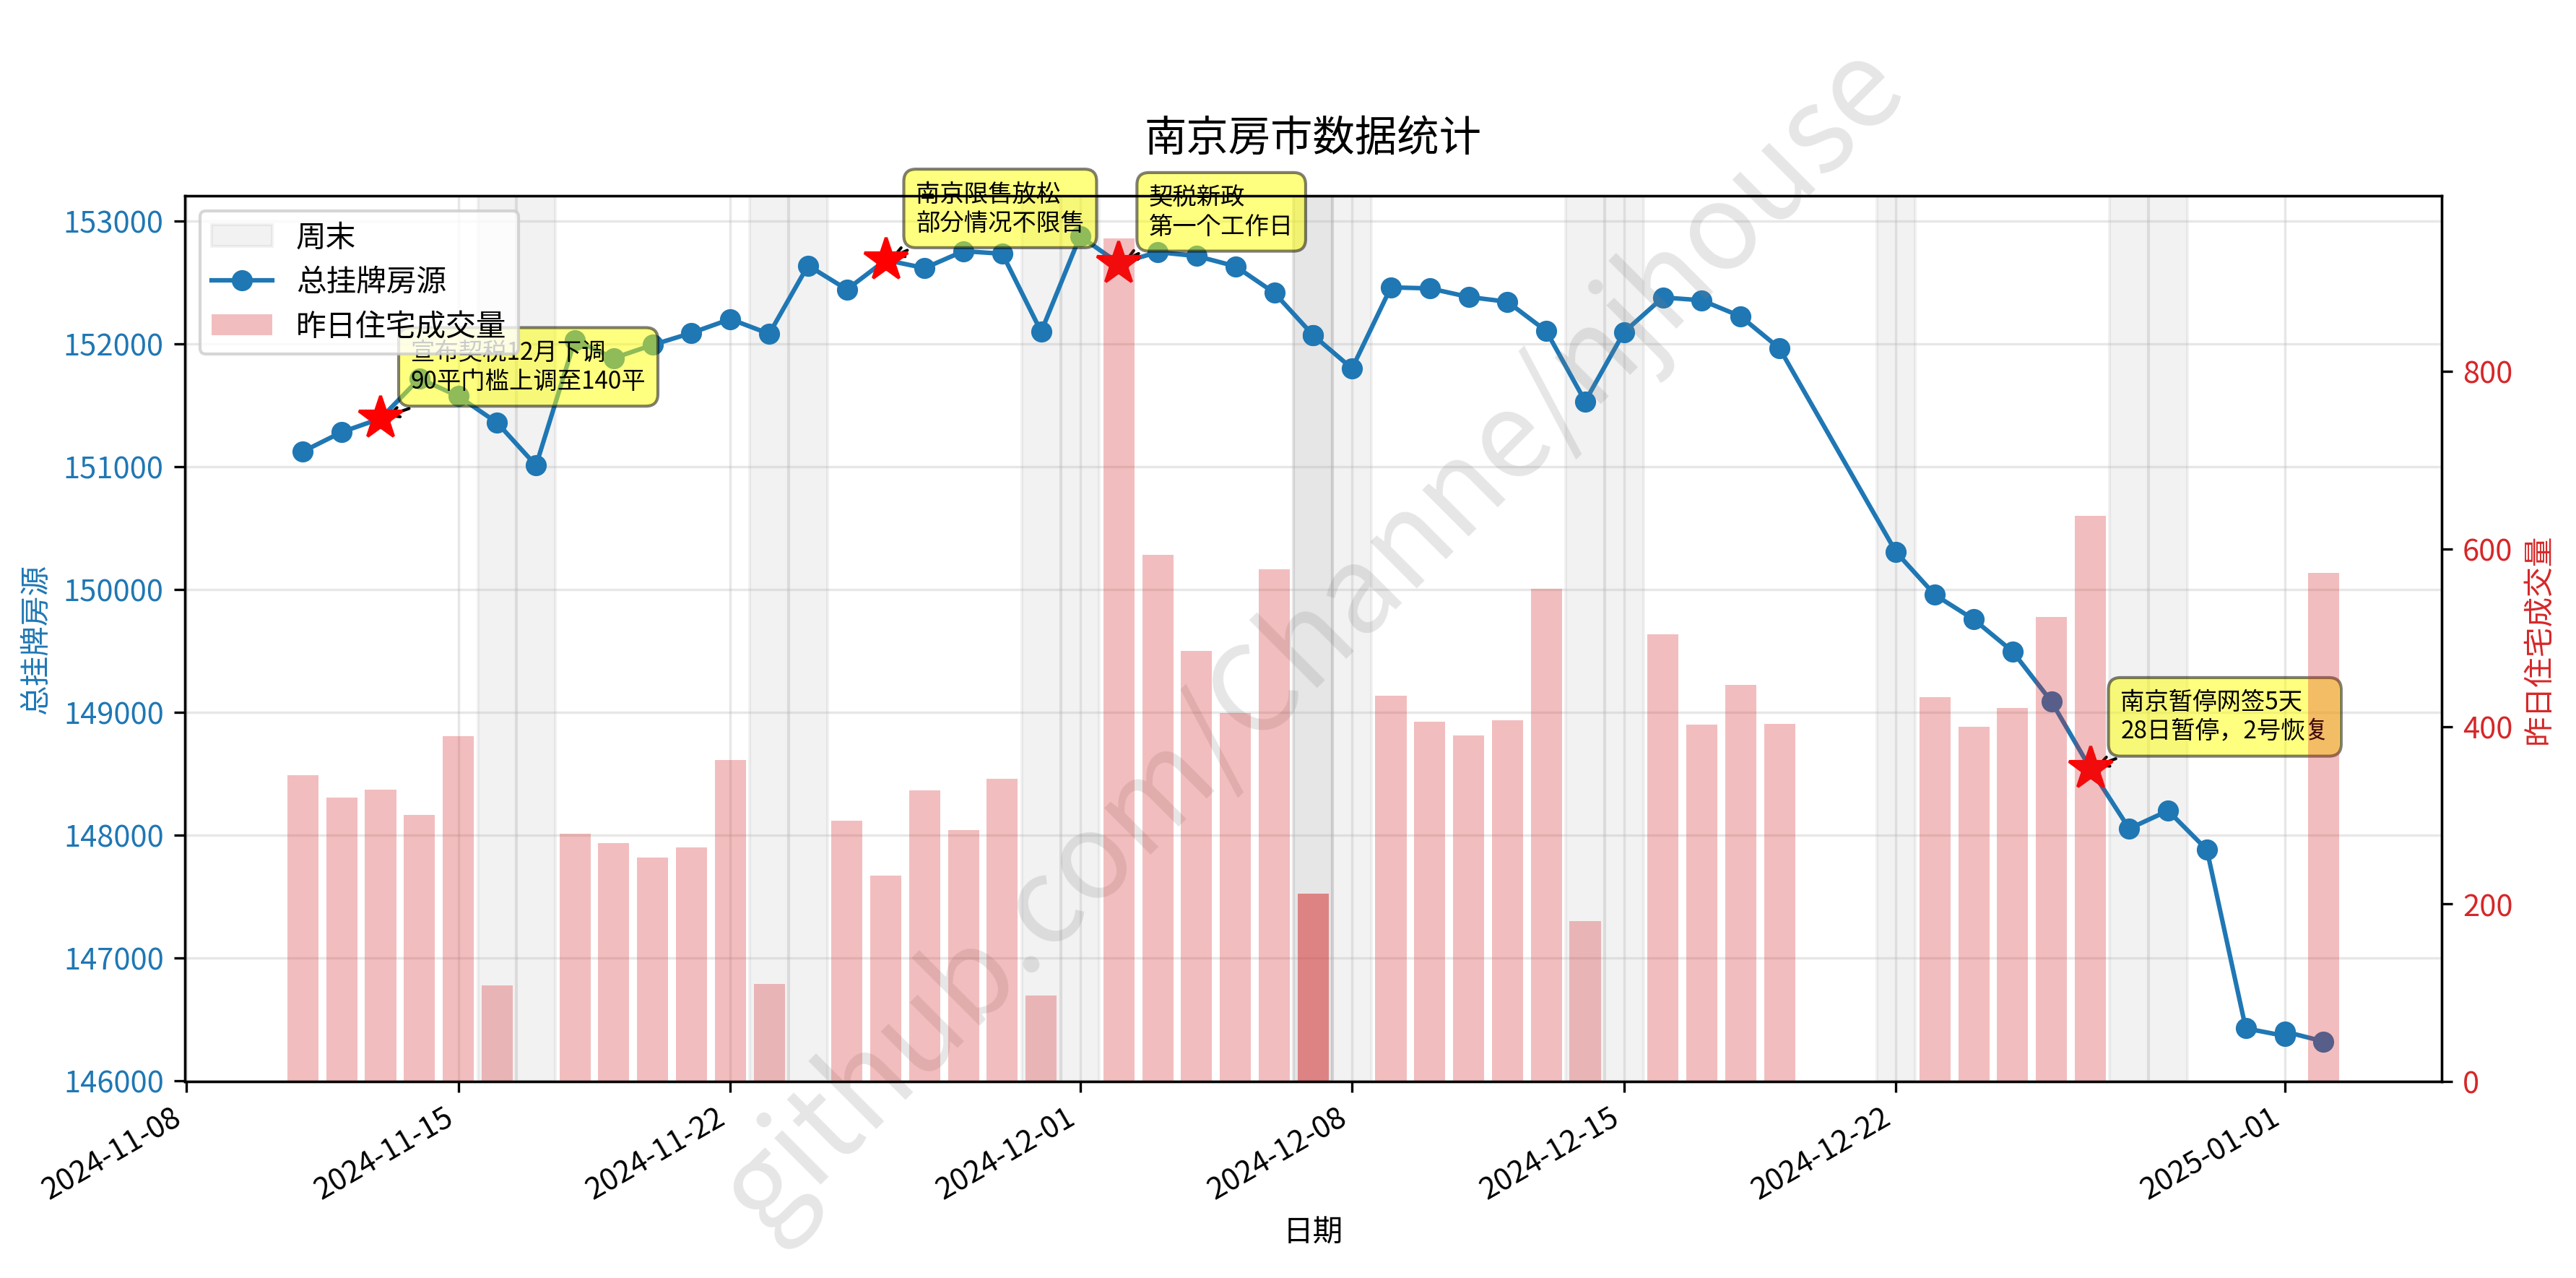 南京房市数据统计
南京限售放松
部分情况不限售
契税新政
第一个工作日
周末
总挂牌房源
昨日住宅成交量
宣布契税12月下调
90平门槛上调至140平
南京暂停网签5天
28日暂停，2号恢复
153000
152000
151000
150000
149000
148000
147000
146000
总挂牌房源
800
600
400
200
0
昨日住宅成交量
2024-11-08
2024-11-15
2024-11-22
2024-12-01
2024-12-08
2024-12-15
2024-12-22
2025-01-01
日期
github.com/Channe/njhouse